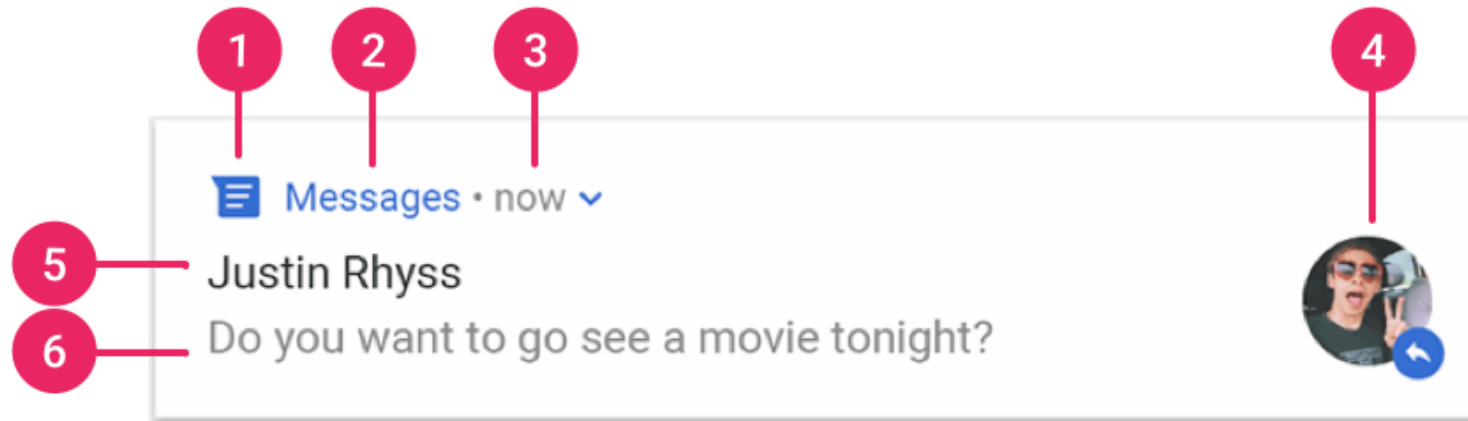 1 2 3 4
Messages • now
5
Justin Rhyss
6
Do you want to go see a movie tonight?